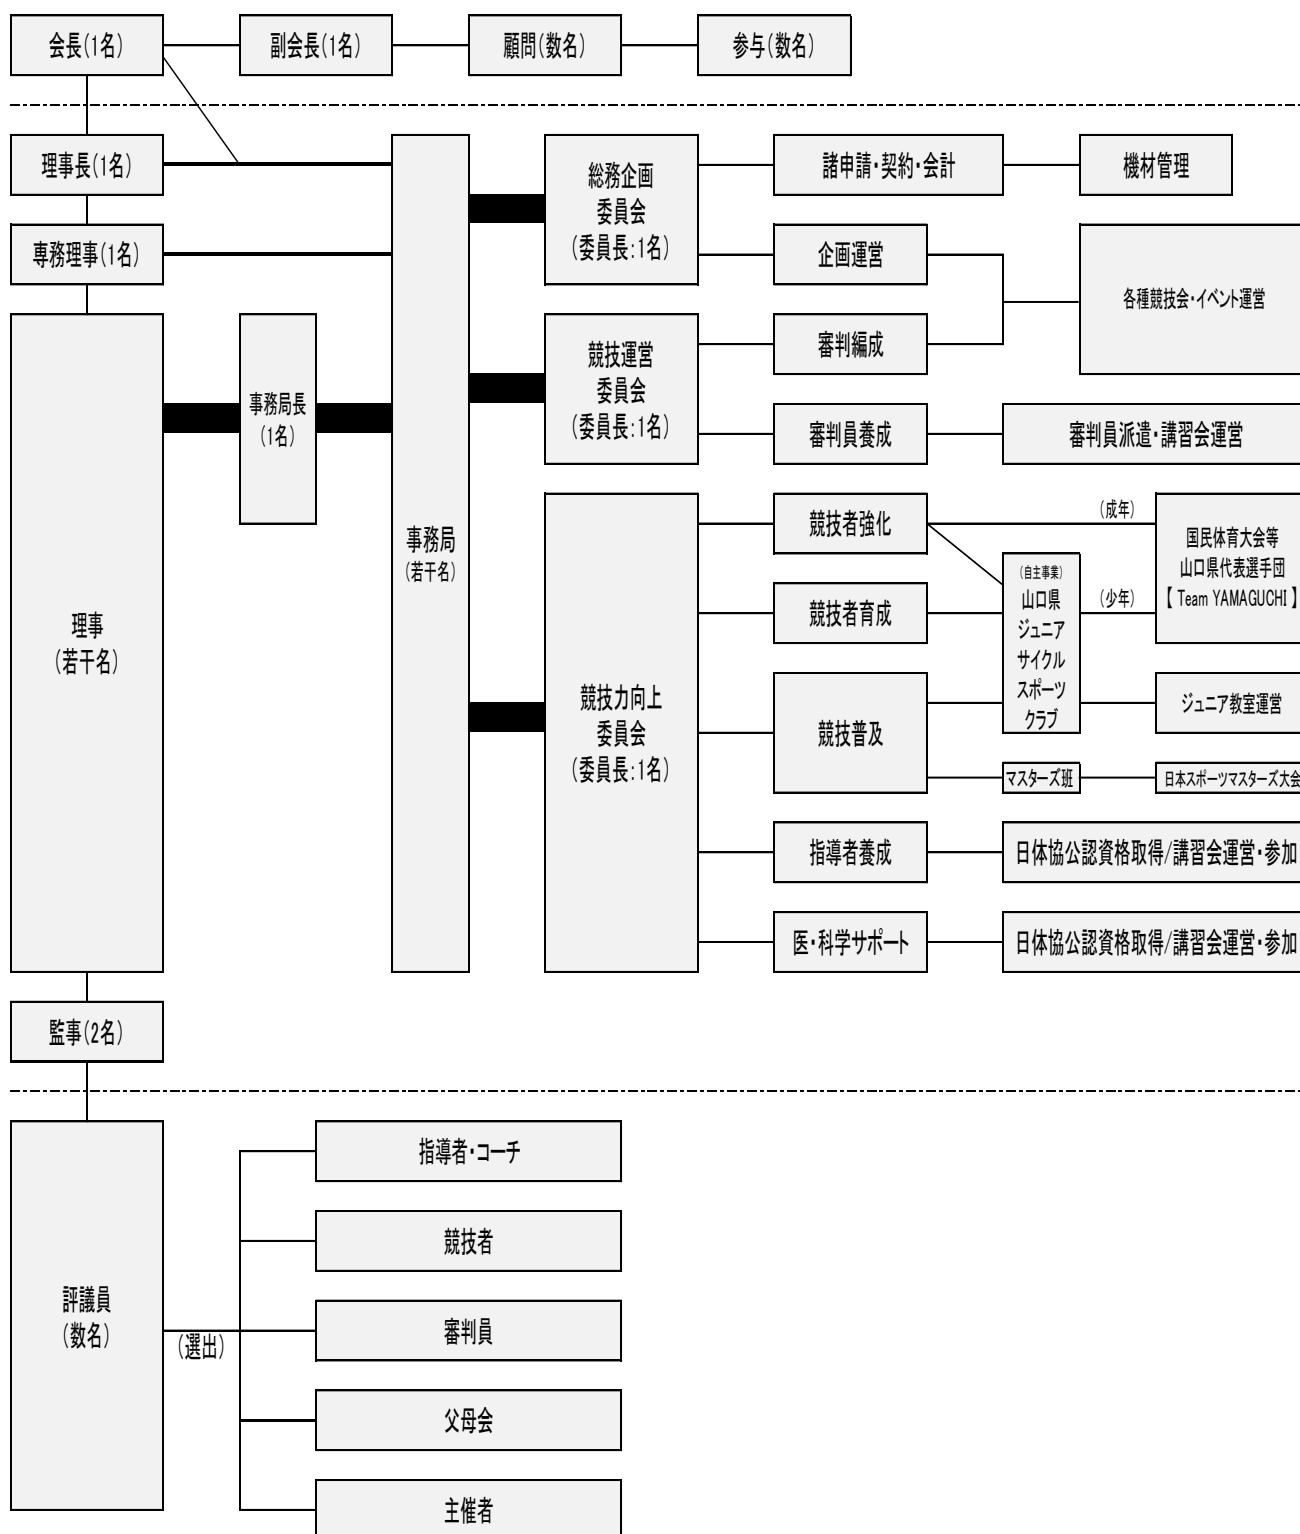 会長(1名)
副会長(1名)
顧問(数名)
参与(数名)
理事長(1名)
専務理事(1名)
理事
(若干名)
事務局長
(1名)
事務局
(若干名)
総務企画
委員会
(委員長:1名)
諸申請・契約・会計
機材管理
企画運営
各種競技会・イベント運営
競技運営
委員会
(委員長:1名)
審判編成
審判員養成
審判員派遣・講習会運営
競技力向上
委員会
(委員長:1名)
競技者強化
(成年)
国民体育大会等
山口県代表選手団
【 Team YAMAGUCHI 】
競技者育成
(自主事業)
山口県
ジュニア
サイクル
スポーツ
クラブ
(少年)
競技普及
ジュニア教室運営
マスターズ班
日本スポーツマスターズ大会
指導者養成
日体協公認資格取得/講習会運営・参加
医・科学サポート
日体協公認資格取得/講習会運営・参加
監事(2名)
評議員
(数名)
(選出)
指導者・コーチ
競技者
審判員
父母会
主催者